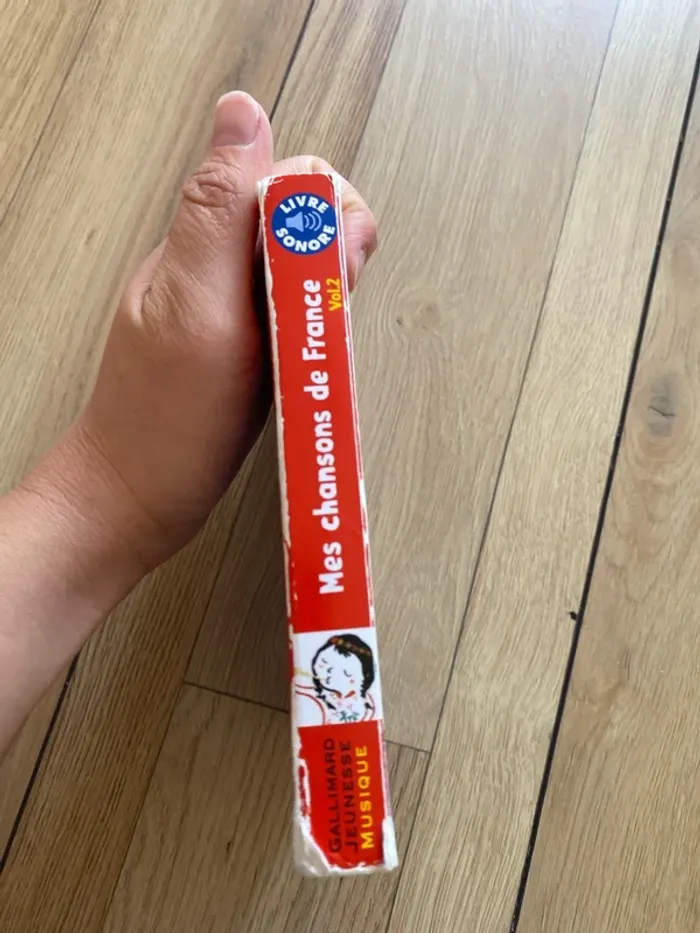 LIVRE
SONORE
Mes chansons de France
Vol.2
GALLIMARD
JEUNESSE
MUSIQUE